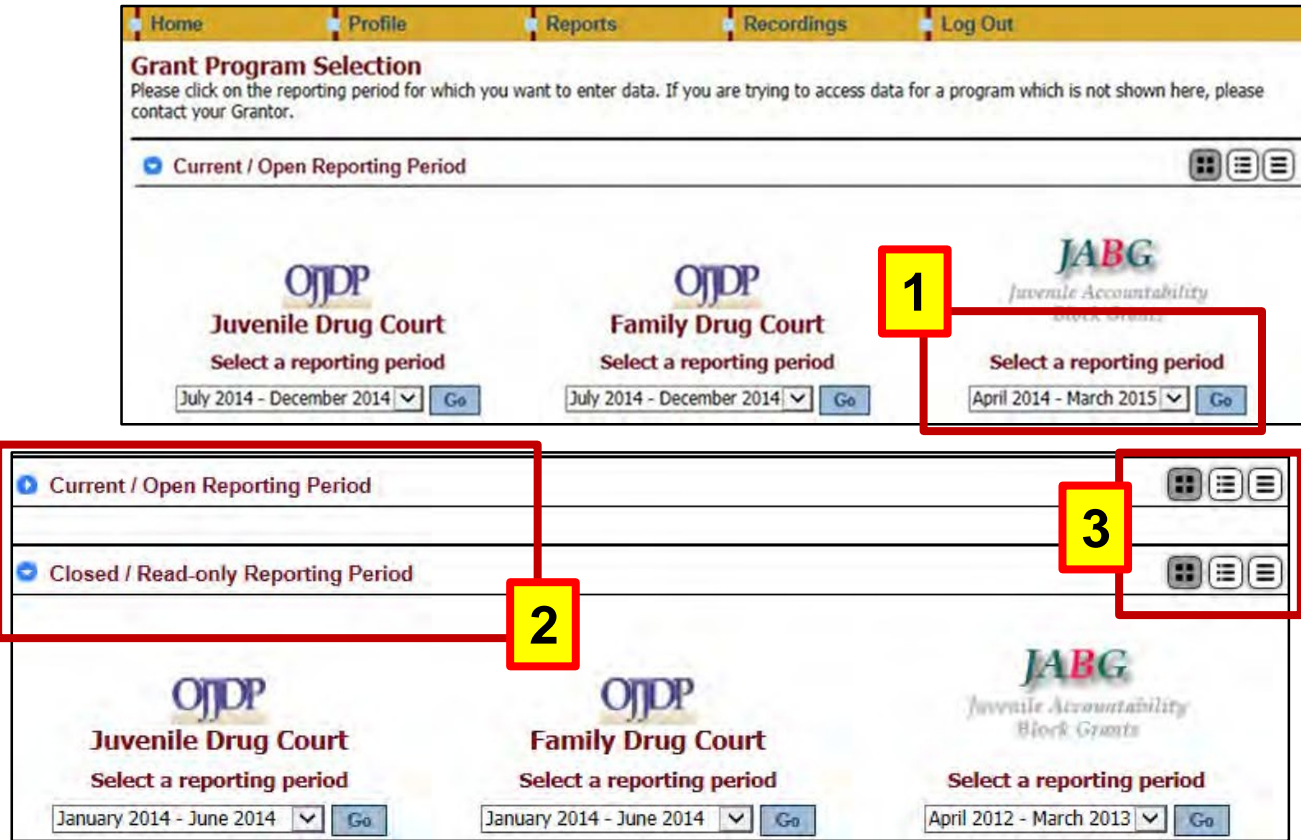 Home Profile Reports Recordings Log Out
Grant Program Selection
Please click on the reporting period for which you want to enter data. If you are trying to access data for a program which is not shown here, please
contact your Grantor.
Current / Open Reporting Period
OJJDP
Juvenile Drug Court
Select a reporting period
July 2014 - December 2014 Go
OJJDP
Family Drug Court
Select a reporting period
July 2014 - December 2014 Go
1
JABG
Juvenile Accountability
Block Grants
Select a reporting period
April 2014 - March 2015 Go
Current / Open Reporting Period
Closed / Read-only Reporting Period
2
3
OJJDP
Juvenile Drug Court
Select a reporting period
January 2014 - June 2014 Go
OJJDP
Family Drug Court
Select a reporting period
January 2014 - June 2014 Go
JABG
Juvenile Accountability
Block Grants
Select a reporting period
April 2012 - March 2013 Go